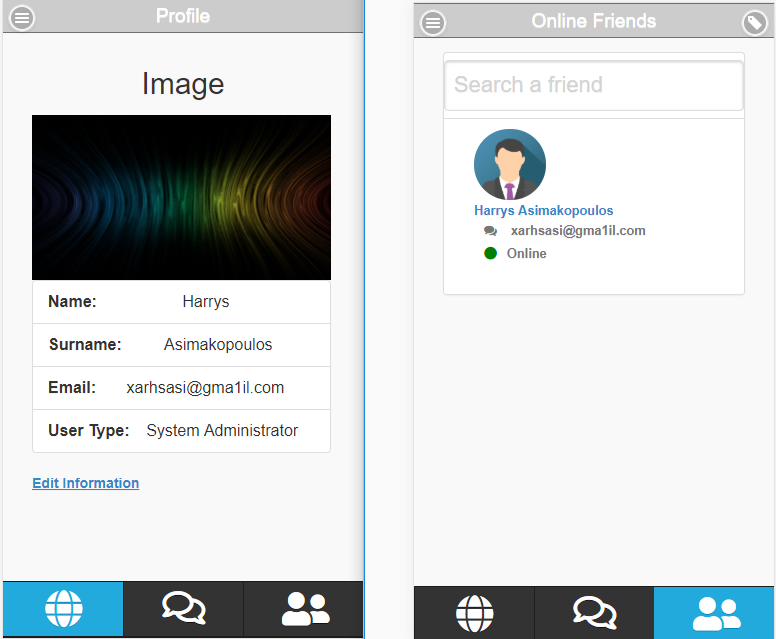 Profile
Image
Name: Harrys
Surname: Asimakopoulos
Email: xarhsasi@gma1il.com
User Type: System Administrator
Edit Information
Online Friends
Search a friend
Harrys Asimakopoulos
xarhsasi@gma1il.com
Online